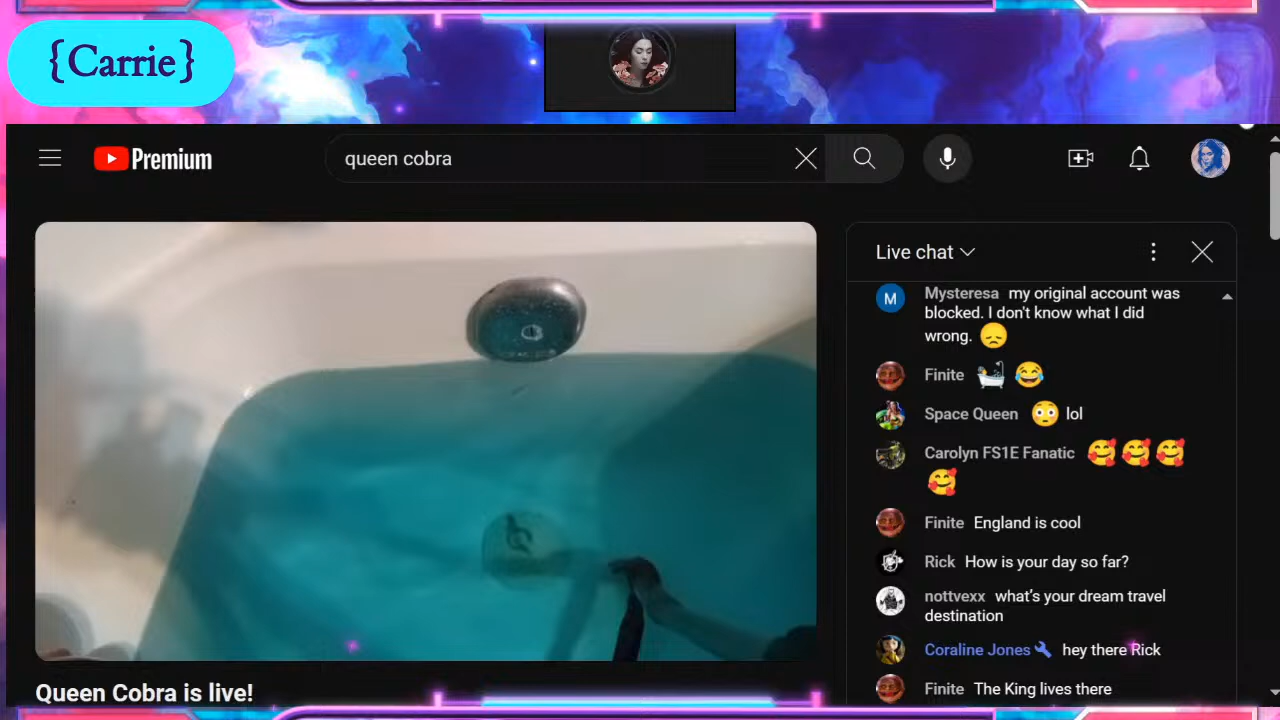 {Carrie}
Premium
queen cobra
Live chat
M
Mysteresa my original account was
blocked. I don't know what I did
wrong. 😞
Finite 🛀 😂
Space Queen 😳 lol
Carolyn FS1E Fanatic 🥰 🥰 🥰
🥰
Finite England is cool
Rick How is your day so far?
nottvexx what's your dream travel
destination
Coraline Jones hey there Rick
Finite The King lives there
Queen Cobra is live!